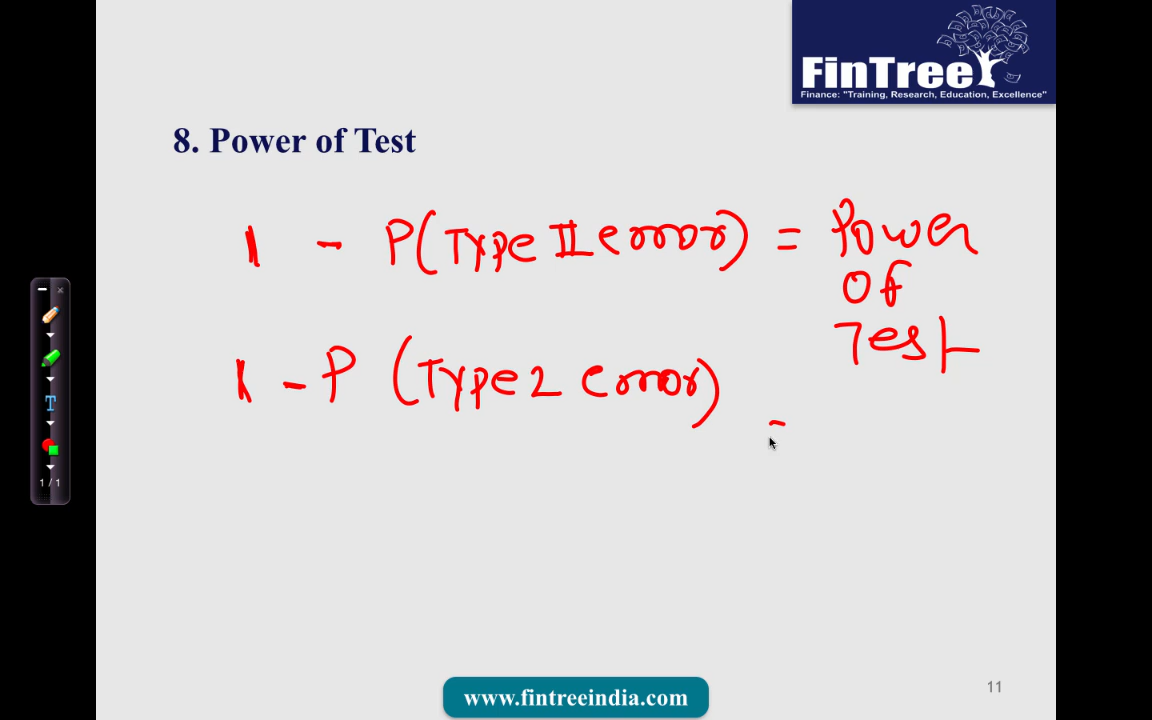 FinTree
Finance: "Training, Research, Education, Excellence"
8. Power of Test
1 - P(Type II error) = Power
Of
Test
1 - P (Type 2 error) -
T
1 / 1
11
www.fintreeindia.com